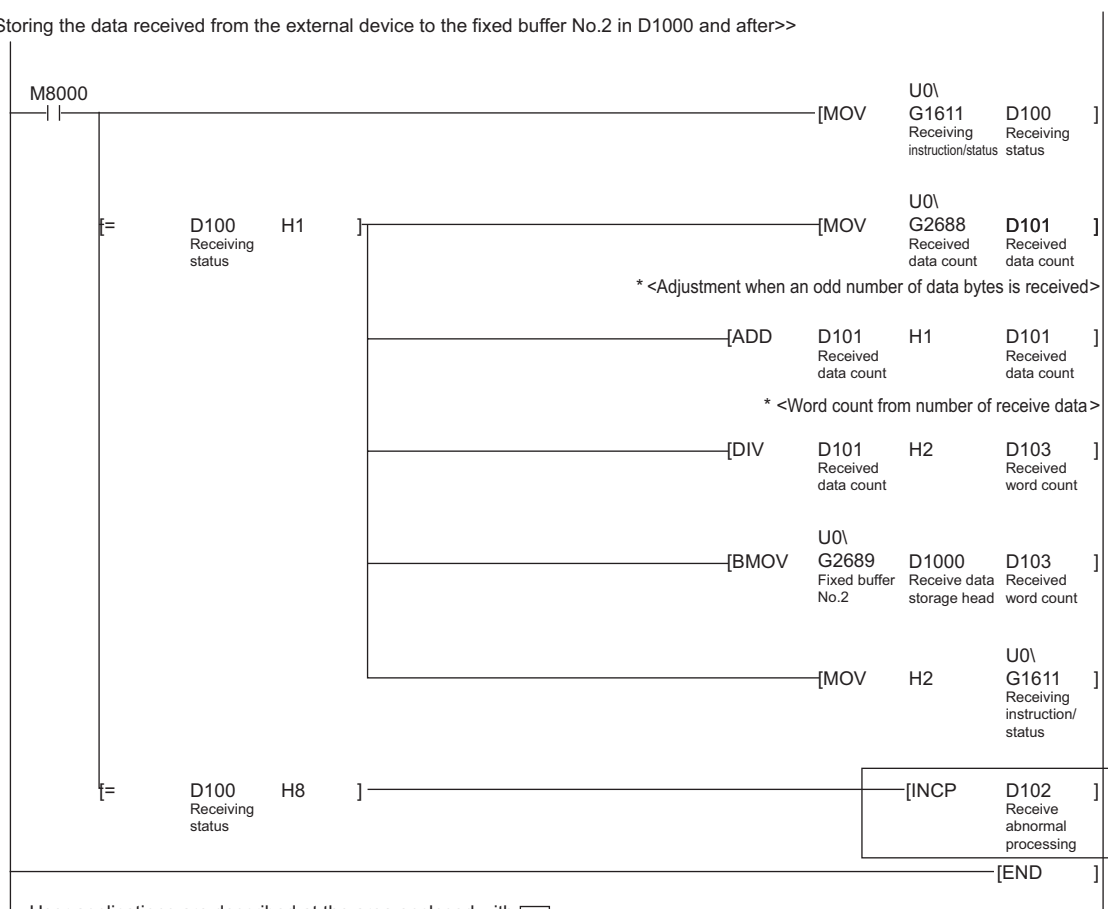 Storing the data received from the external device to the fixed buffer No.2 in D1000 and after>>
M8000
[MOV U0\ G1611 D100 ]
Receiving instruction/status
Receiving status
[= D100 H1 ]
Receiving status
[MOV U0\ G2688 D101 ]
Received data count
Received data count
* <Adjustment when an odd number of data bytes is received>
[ADD D101 H1 D101 ]
Received data count
Received data count
* <Word count from number of receive data>
[DIV D101 H2 D103 ]
Received data count
Received word count
[BMOV U0\ G2689 D1000 D103 ]
Fixed buffer No.2
Receive data storage head
Received word count
[MOV H2 U0\ G1611 ]
Receiving instruction/ status
[= D100 H8 ]
Receiving status
[INCP D102 ]
Receive abnormal processing
[END ]